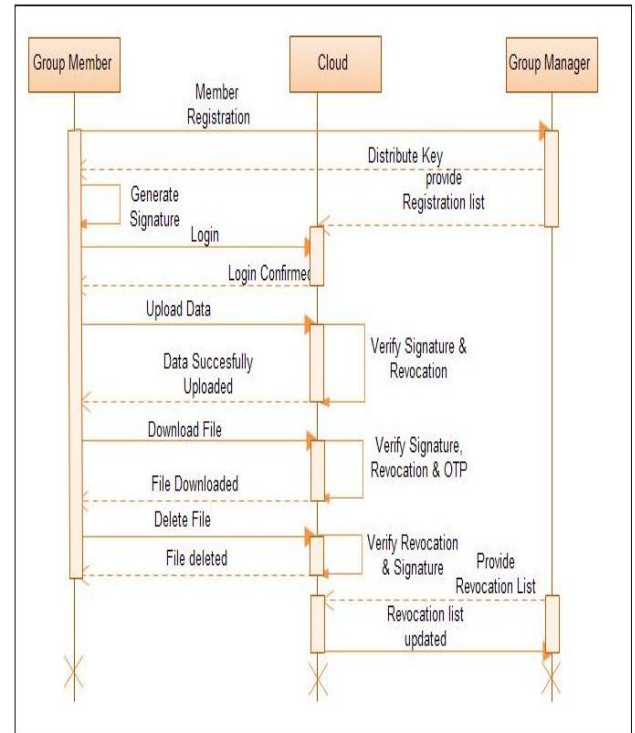 Group Member
Cloud
Group Manager
Member
Registration
Distribute Key
provide
Registration list
Generate
Signature
Login
Login Confirmed
Upload Data
Verify Signature &
Revocation
Data Succesfully
Uploaded
Download File
Verify Signature,
Revocation & OTP
File Downloaded
Delete File
Verify Revocation
& Signature
File deleted
Provide
Revocation List
Revocation list
updated